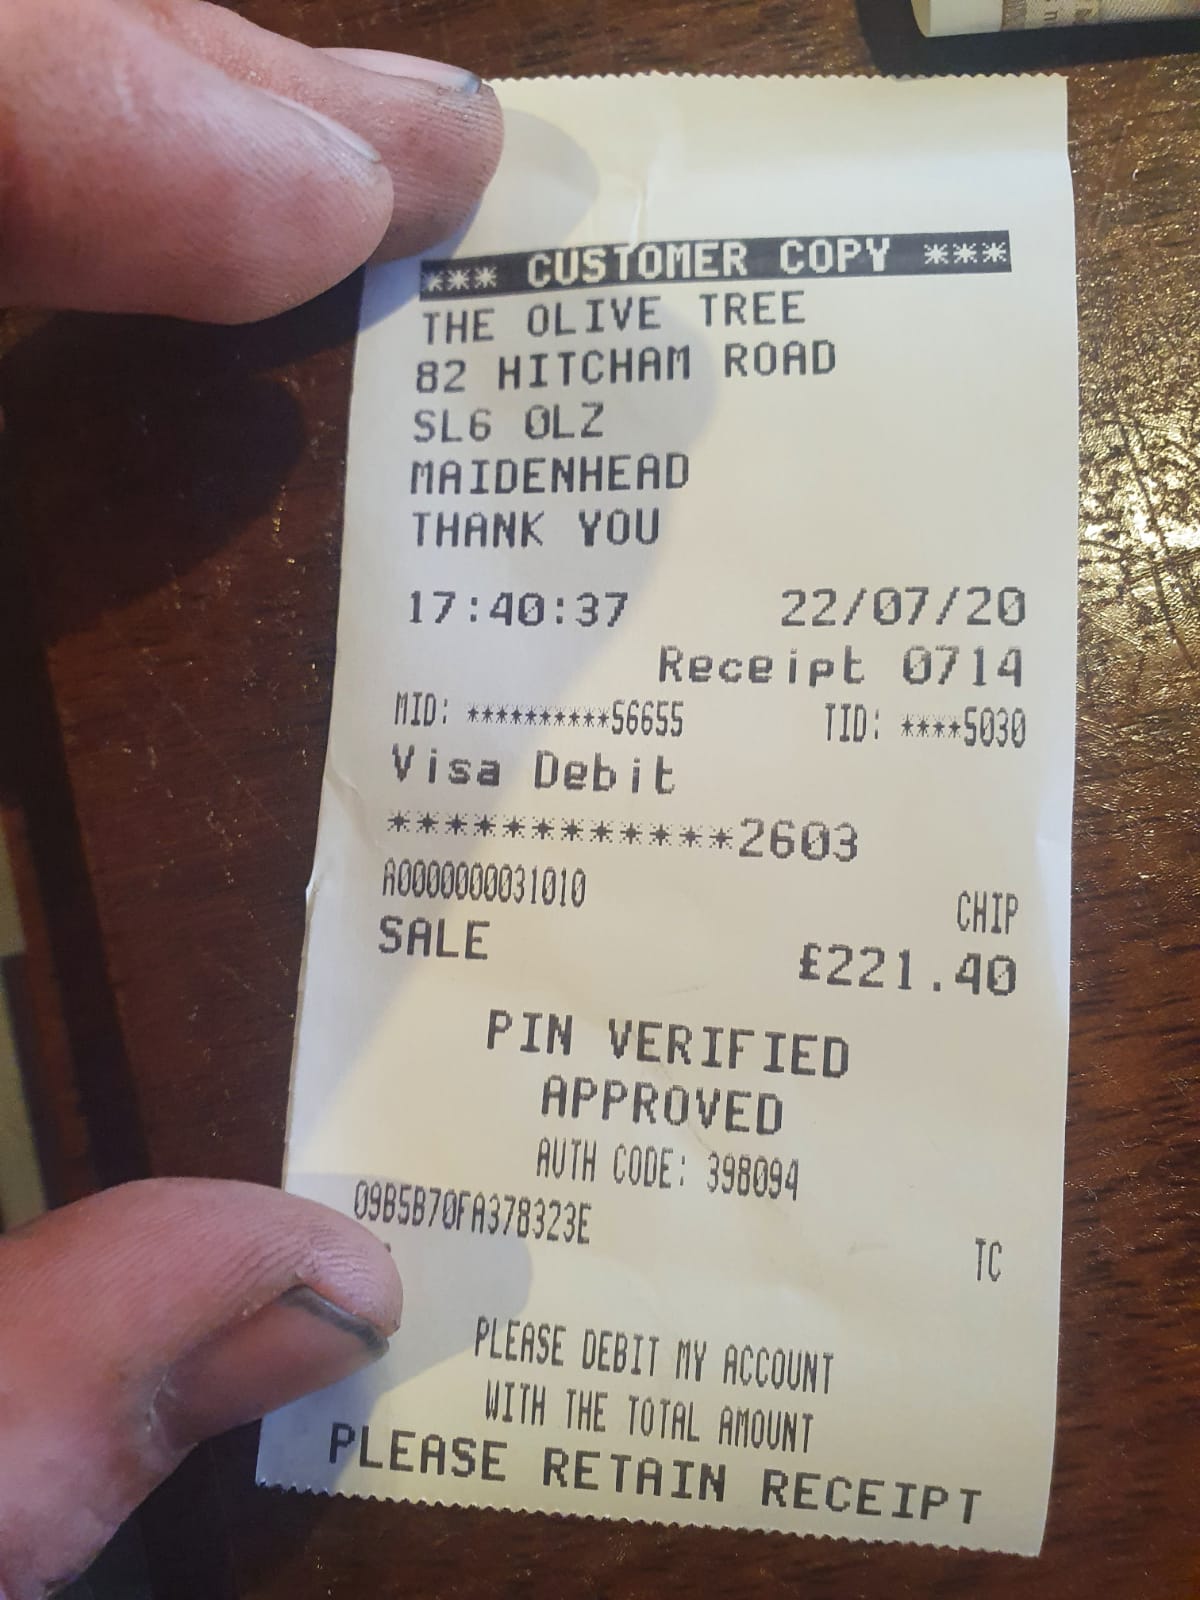 *** CUSTOMER COPY ***
THE OLIVE TREE
82 HITCHAM ROAD
SL6 0LZ
MAIDENHEAD
THANK YOU
17:40:37 22/07/20
Receipt 0714
MID: **********56655 TID: ****5030
Visa Debit
************2603
A0000000031010 CHIP
SALE £221.40
PIN VERIFIED
APPROVED
AUTH CODE: 398094
09B5B70FA378323E TC
PLEASE DEBIT MY ACCOUNT
WITH THE TOTAL AMOUNT
PLEASE RETAIN RECEIPT